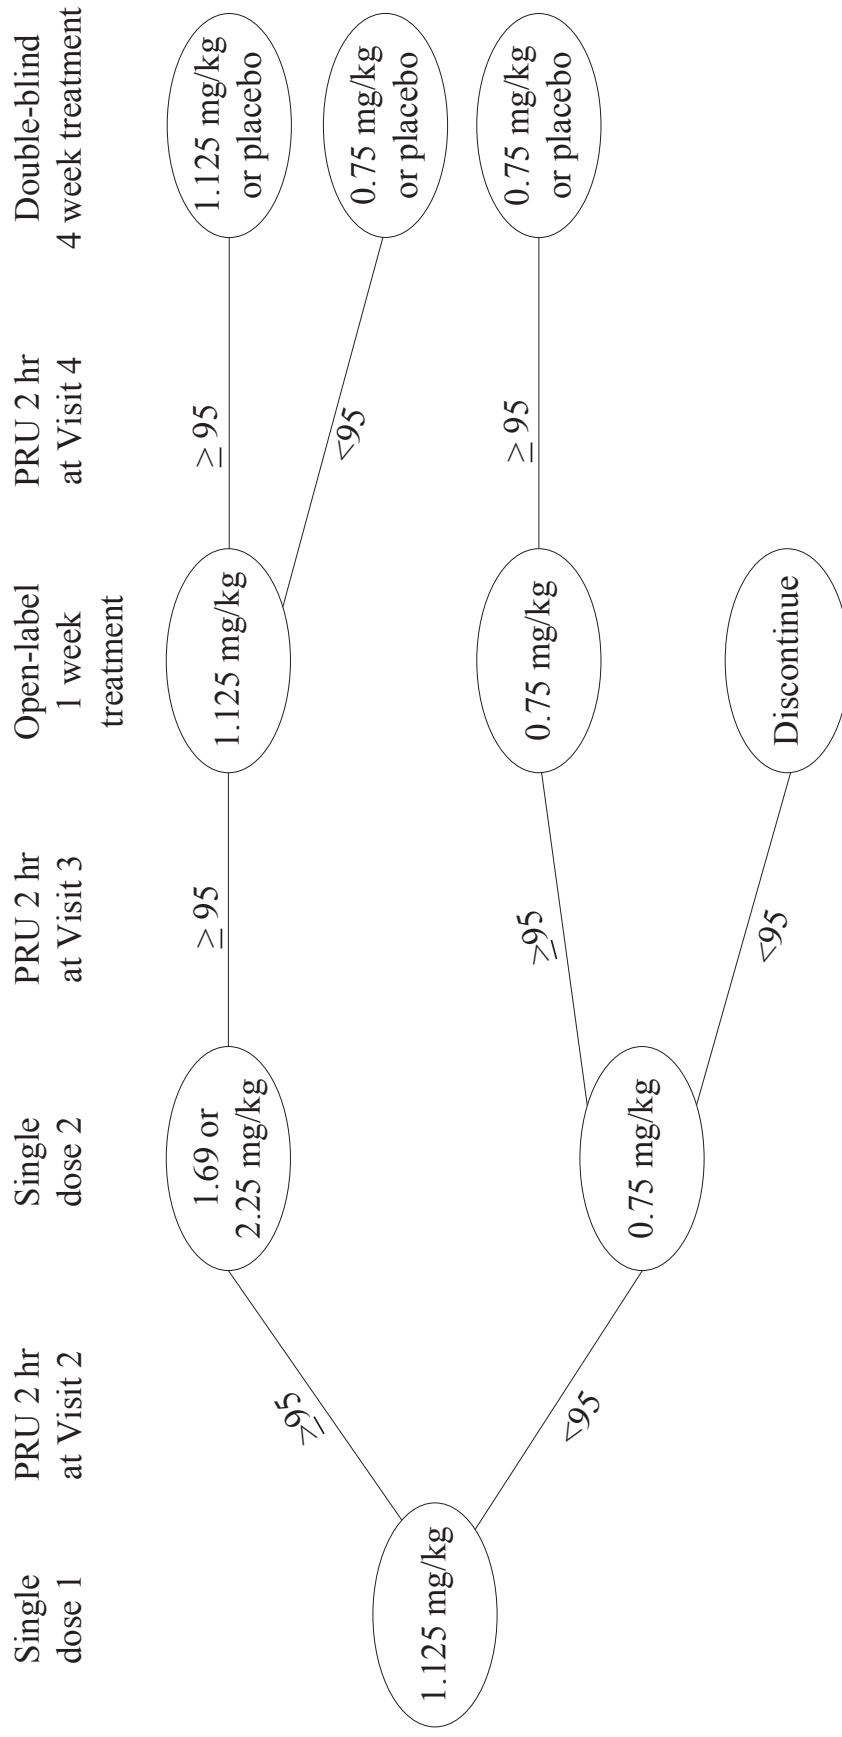 Single
dose 1
PRU 2 hr
at Visit 2
Single
dose 2
PRU 2 hr
at Visit 3
Open-label
1 week
treatment
PRU 2 hr
at Visit 4
Double-blind
4 week treatment
1.125 mg/kg
≥95
<95
1.69 or
2.25 mg/kg
0.75 mg/kg
≥ 95
≥95
<95
1.125 mg/kg
0.75 mg/kg
Discontinue
≥ 95
<95
≥ 95
1.125 mg/kg
or placebo
0.75 mg/kg
or placebo
0.75 mg/kg
or placebo